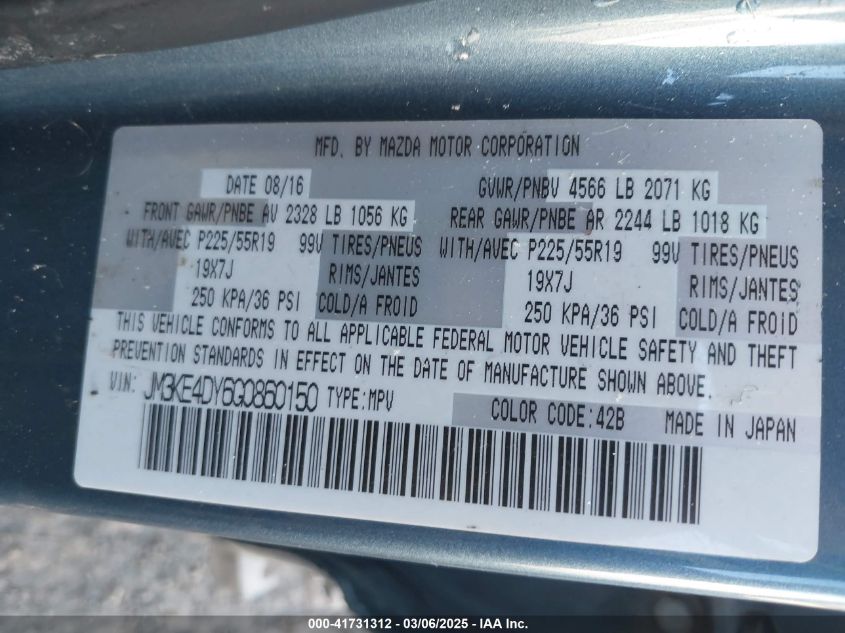 MFD. BY MAZDA MOTOR CORPORATION
DATE 08/16 GVWR/PNBV 4566 LB 2071 KG
FRONT GAWR/PNBE AV 2328 LB 1056 KG REAR GAWR/PNBE AR 2244 LB 1018 KG
WITH/AVEC P225/55R19 99V TIRES/PNEUS WITH/AVEC P225/55R19 99V TIRES/PNEUS
19X7J RIMS/JANTES 19X7J RIMS/JANTES
250 KPA/36 PSI COLD/A FROID 250 KPA/36 PSI COLD/A FROID
THIS VEHICLE CONFORMS TO ALL APPLICABLE FEDERAL MOTOR VEHICLE SAFETY AND THEFT
PREVENTION STANDARDS IN EFFECT ON THE DATE OF MANUFACTURE SHOWN ABOVE.
VIN: JM3KE4DY6G0860150 TYPE:MPV
COLOR CODE:42B MADE IN JAPAN
000-41731312 - 03/06/2025 - IAA Inc.